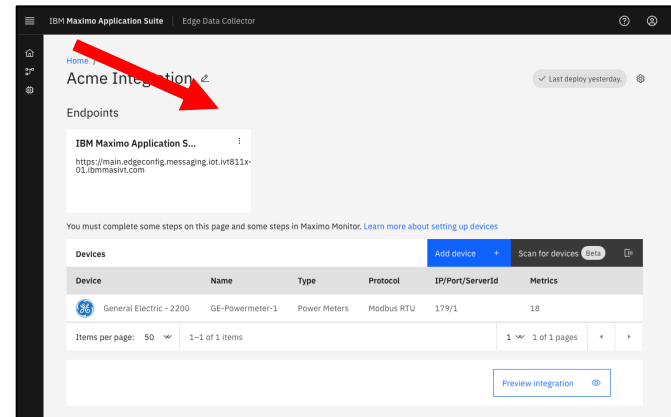 IBM Maximo Application Suite | Edge Data Collector
Home /
Acme Integration
Last deploy yesterday.
Endpoints
IBM Maximo Application S...
https://main.edgeconfig.messaging.iot.ivt811x-
01.ibmmasivt.com
You must complete some steps on this page and some steps in Maximo Monitor. Learn more about setting up devices
Devices Add device + Scan for devices Beta
Device Name Type Protocol IP/Port/ServerId Metrics
General Electric - 2200 GE-Powermeter-1 Power Meters Modbus RTU 179/1 18
Items per page: 50 1–1 of 1 items 1 1 of 1 pages
Preview integration